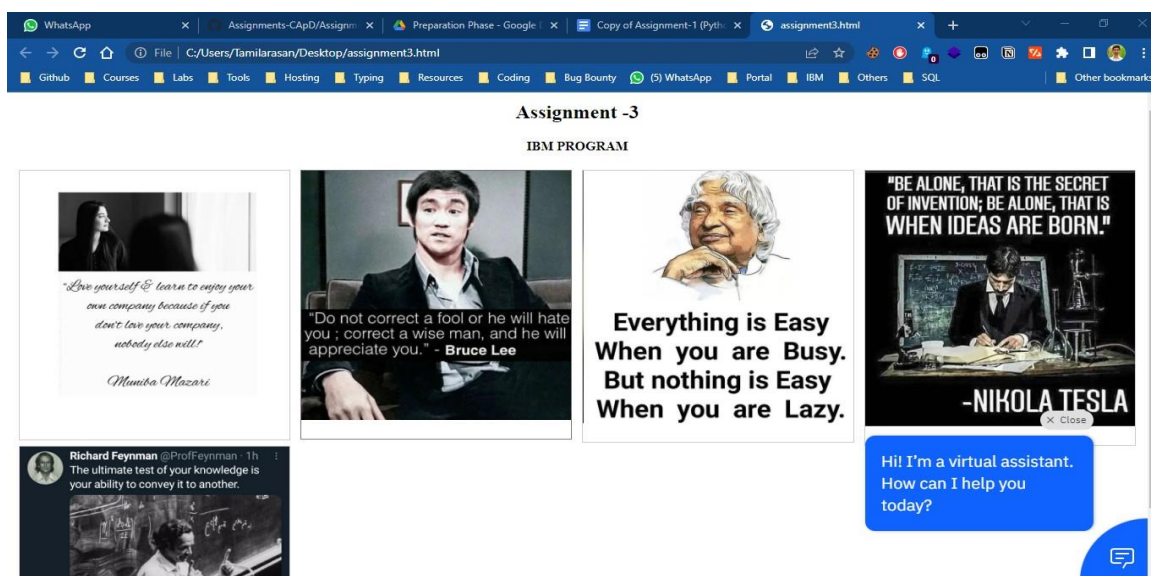 WhatsApp
Assignments-CApD/Assignm
Preparation Phase - Google D
Copy of Assignment-1 (Pytho
assignment3.html
File | C:/Users/Tamilarasan/Desktop/assignment3.html
0
Github Courses Labs Tools Hosting Typing Resources Coding Bug Bounty (5) WhatsApp Portal IBM Others SQL Other bookmarks
Assignment -3
IBM PROGRAM
"Love yourself & learn to enjoy your
own company because if you
don't love your company,
nobody else will!"
Muniba Mazari
"Do not correct a fool or he will hate
you ; correct a wise man, and he will
appreciate you." - Bruce Lee
Everything is Easy
When you are Busy.
But nothing is Easy
When you are Lazy.
"BE ALONE, THAT IS THE SECRET
OF INVENTION; BE ALONE, THAT IS
WHEN IDEAS ARE BORN."
-NIKOLA TESLA
× Close
Richard Feynman @ProfFeynman · 1h
The ultimate test of your knowledge is
your ability to convey it to another.
Hi! I'm a virtual assistant.
How can I help you
today?